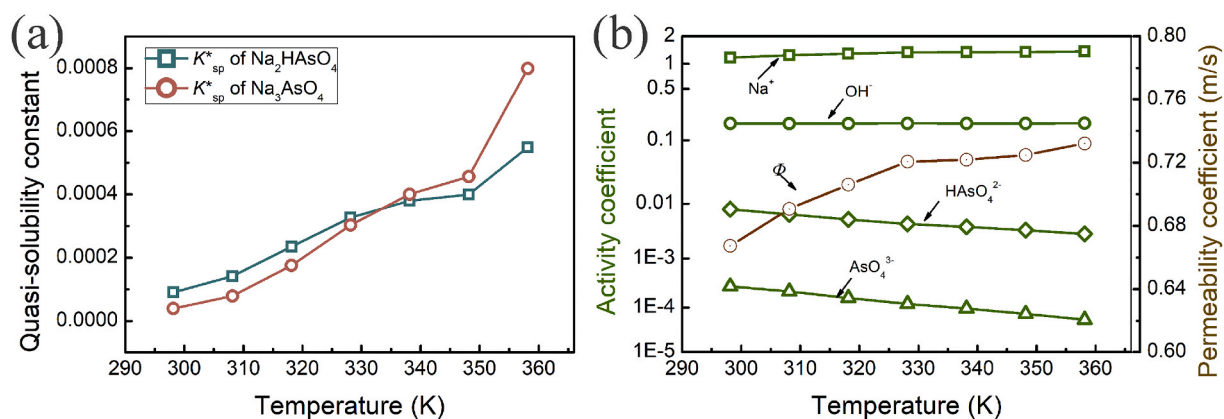 (a)
Quasi-solubility constant
0.0008
0.0006
0.0004
0.0002
0.0000
K*sp of Na2HAsO4
K*sp of Na3AsO4
290 300 310 320 330 340 350 360
Temperature (K)
(b)
Activity coefficient
2
1
0.5
0.1
0.01
1E-3
1E-4
1E-5
Na+
OH-
Φ
HAsO42-
AsO43-
0.80
0.76
0.72
0.68
0.64
0.60
Permeability coefficient (m/s)
290 300 310 320 330 340 350 360
Temperature (K)